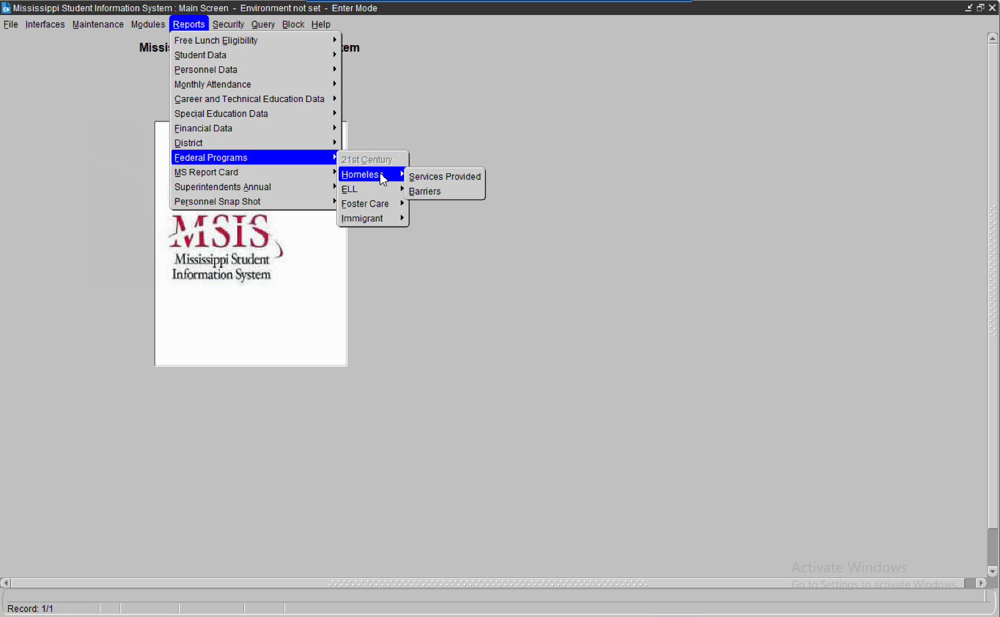 Mississippi Student Information System : Main Screen - Environment not set - Enter Mode
File Interfaces Maintenance Modules Reports Security Query Block Help
Free Lunch Eligibility
Student Data
Personnel Data
Monthly Attendance
Career and Technical Education Data
Special Education Data
Financial Data
District
Federal Programs
MS Report Card
Superintendents Annual
Personnel Snap Shot
21st Century
Homeless
ELL
Foster Care
Immigrant
Services Provided
Barriers
MSIS
Mississippi Student
Information System
Activate Windows
Go to Settings to activate Windows.
Record: 1/1